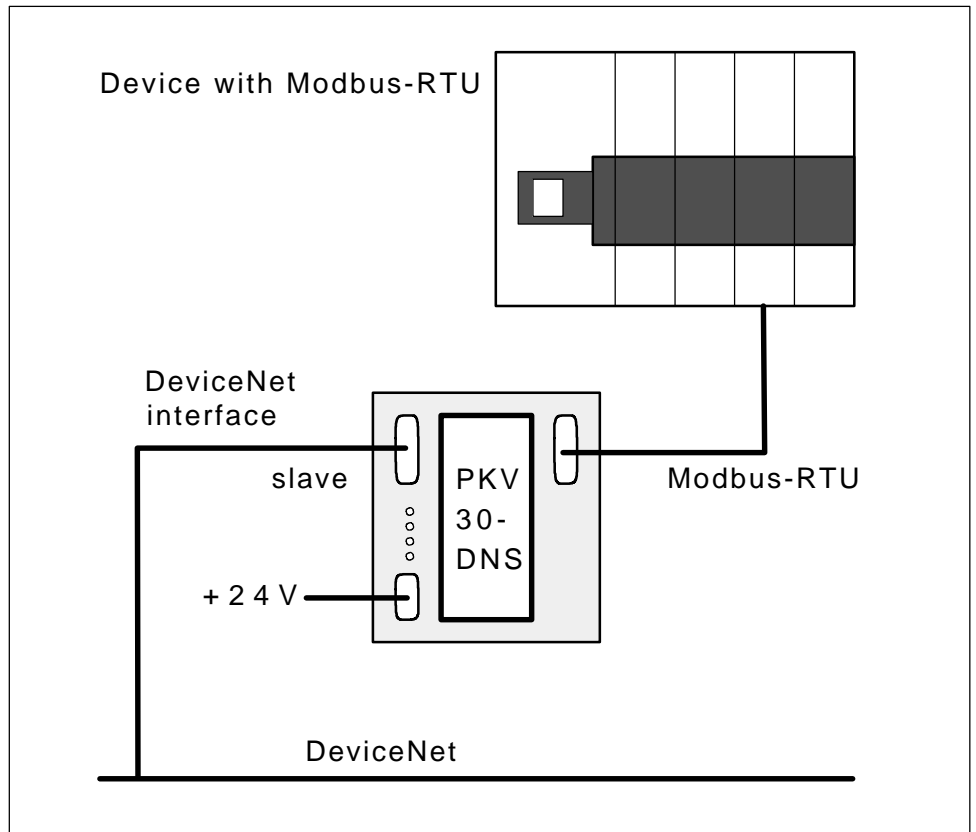 Device with Modbus-RTU
DeviceNet
interface
slave
PKV
30-
DNS
Modbus-RTU
+24V
DeviceNet